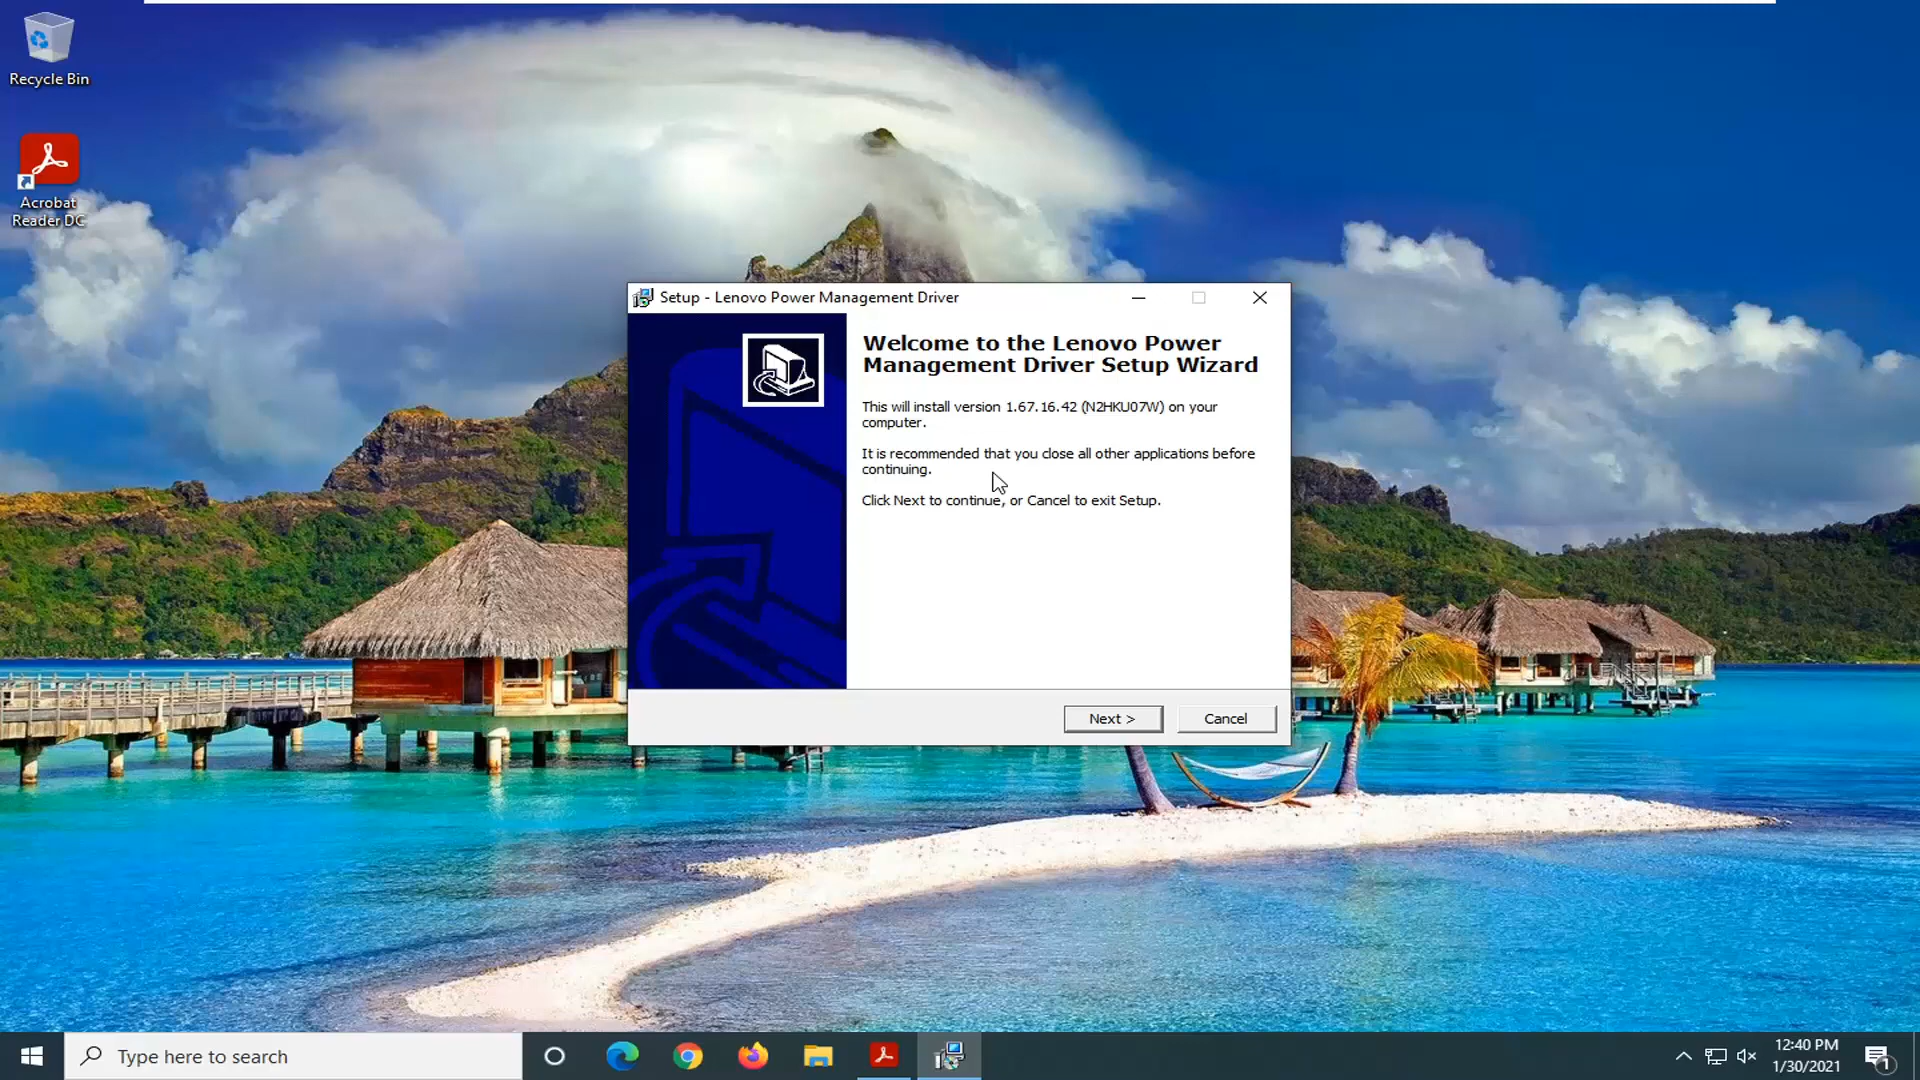 Recycle Bin
Acrobat
Reader DC
Setup - Lenovo Power Management Driver
Welcome to the Lenovo Power
Management Driver Setup Wizard
This will install version 1.67.16.42 (N2HKU07W) on your
computer.
It is recommended that you close all other applications before
continuing.
Click Next to continue, or Cancel to exit Setup.
Next >
Cancel
Type here to search
12:40 PM
1/30/2021
1